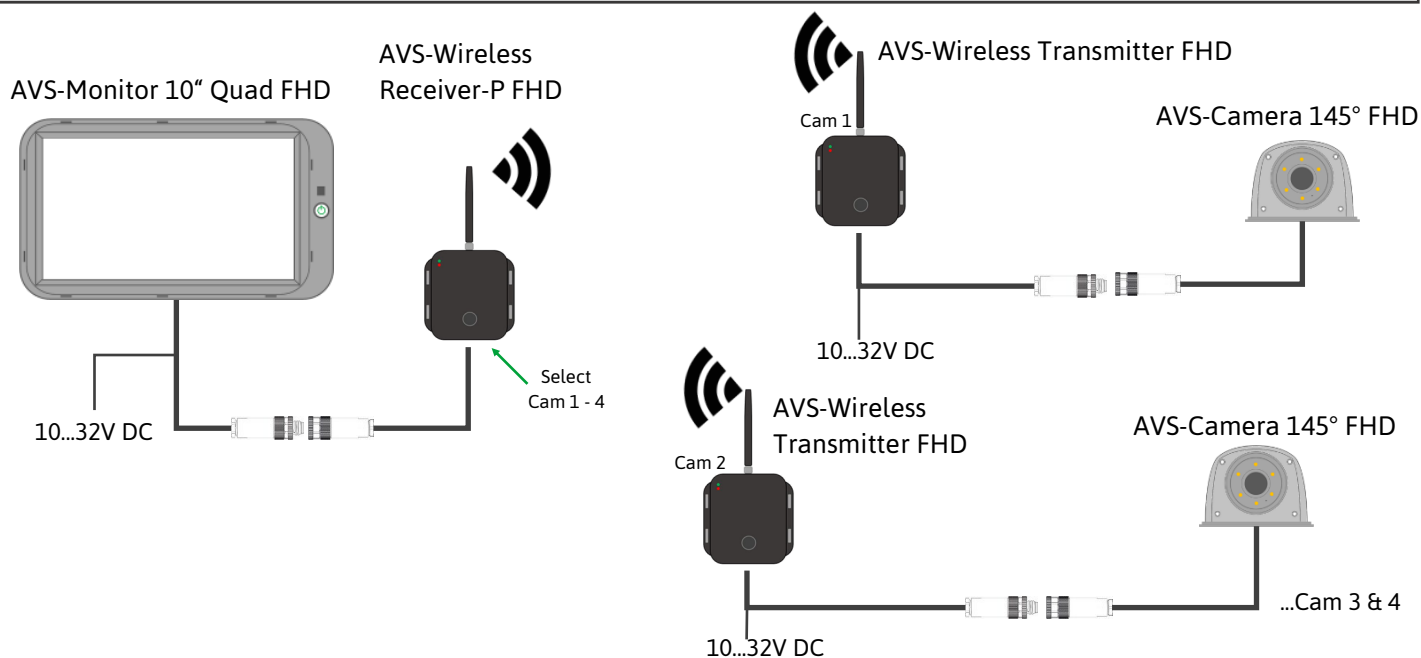 AVS-Monitor 10“ Quad FHD
AVS-Wireless
Receiver-P FHD
Select
Cam 1 - 4
10...32V DC
AVS-Wireless Transmitter FHD
Cam 1
AVS-Camera 145° FHD
10...32V DC
AVS-Wireless
Transmitter FHD
Cam 2
AVS-Camera 145° FHD
...Cam 3 & 4
10...32V DC